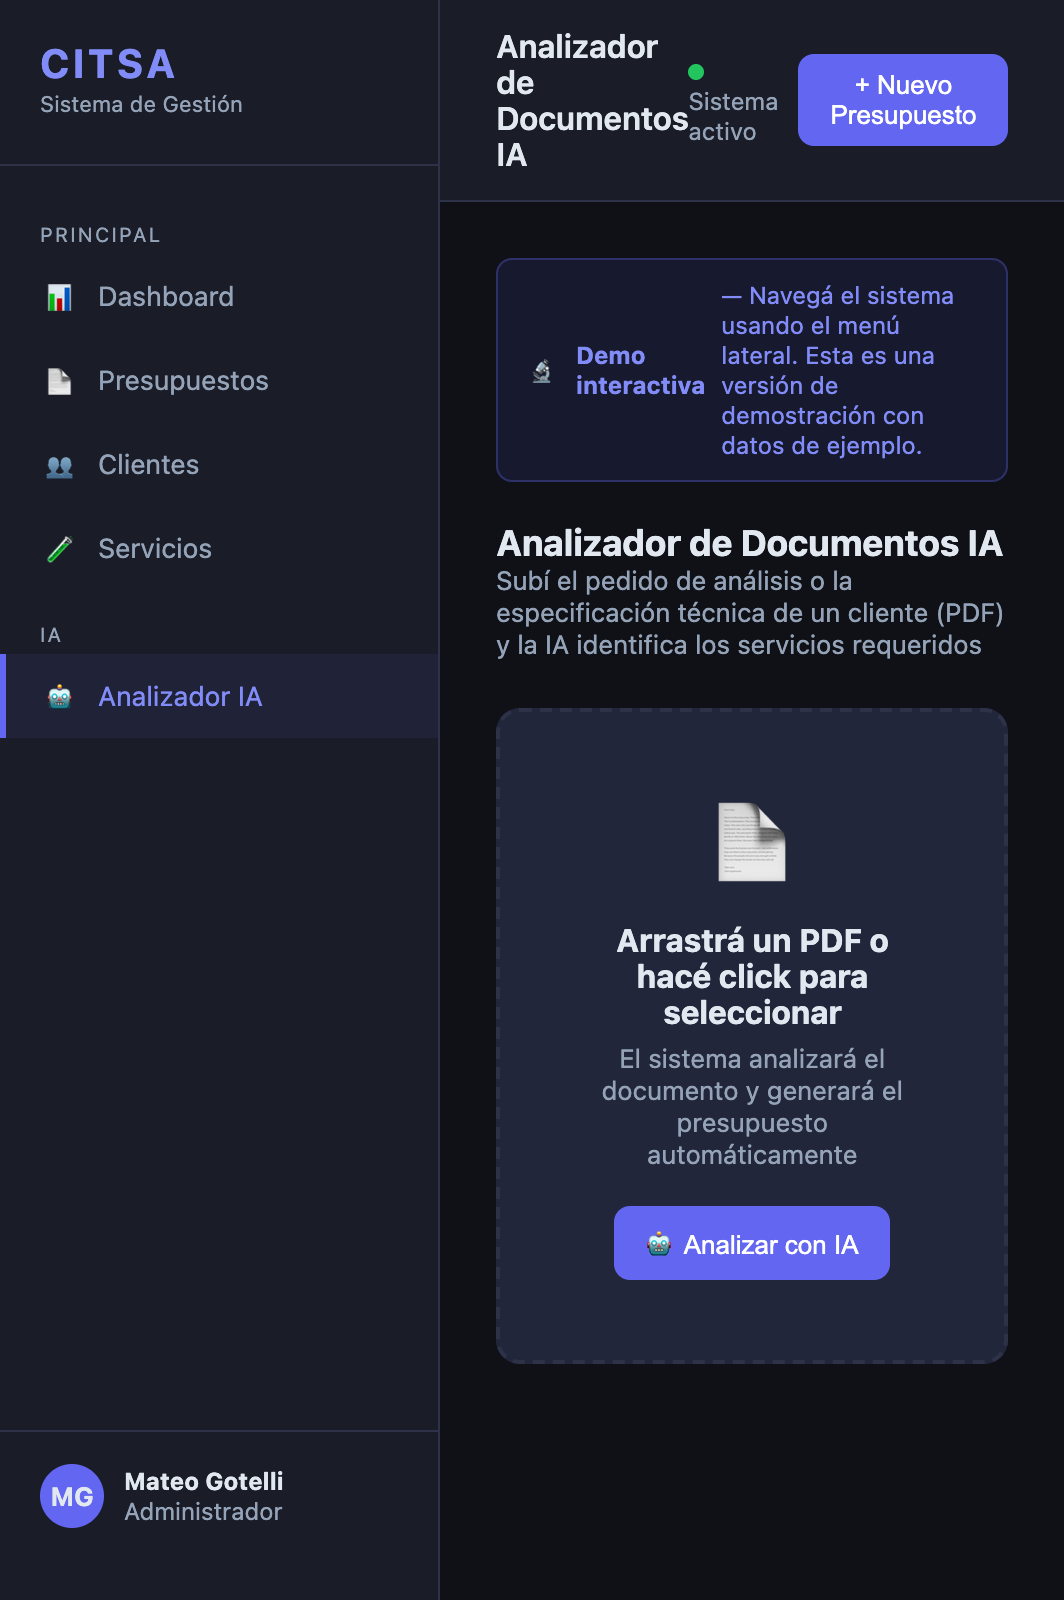 CITSA
Sistema de Gestión
PRINCIPAL
Dashboard
Presupuestos
Clientes
Servicios
IA
Analizador IA
MG
Mateo Gotelli
Administrador
Analizador
de
Documentos
IA
Sistema
activo
+ Nuevo
Presupuesto
Demo
interactiva
— Navegá el sistema
usando el menú
lateral. Esta es una
versión de
demostración con
datos de ejemplo.
Analizador de Documentos IA
Subí el pedido de análisis o la
especificación técnica de un cliente (PDF)
y la IA identifica los servicios requeridos
Arrastrá un PDF o
hacé click para
seleccionar
El sistema analizará el
documento y generará el
presupuesto
automáticamente
Analizar con IA